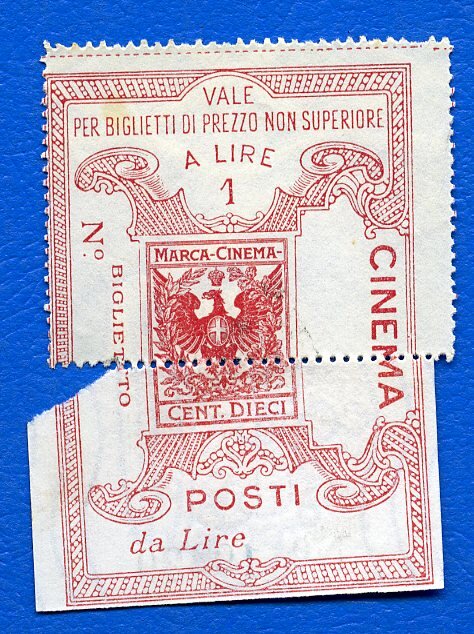 VALE
PER BIGLIETTI DI PREZZO NON SUPERIORE
A LIRE
1
MARCA-CINEMA-
CENT. DIECI
No.
BIGLIETTO
CINEMA
POSTI
da Lire